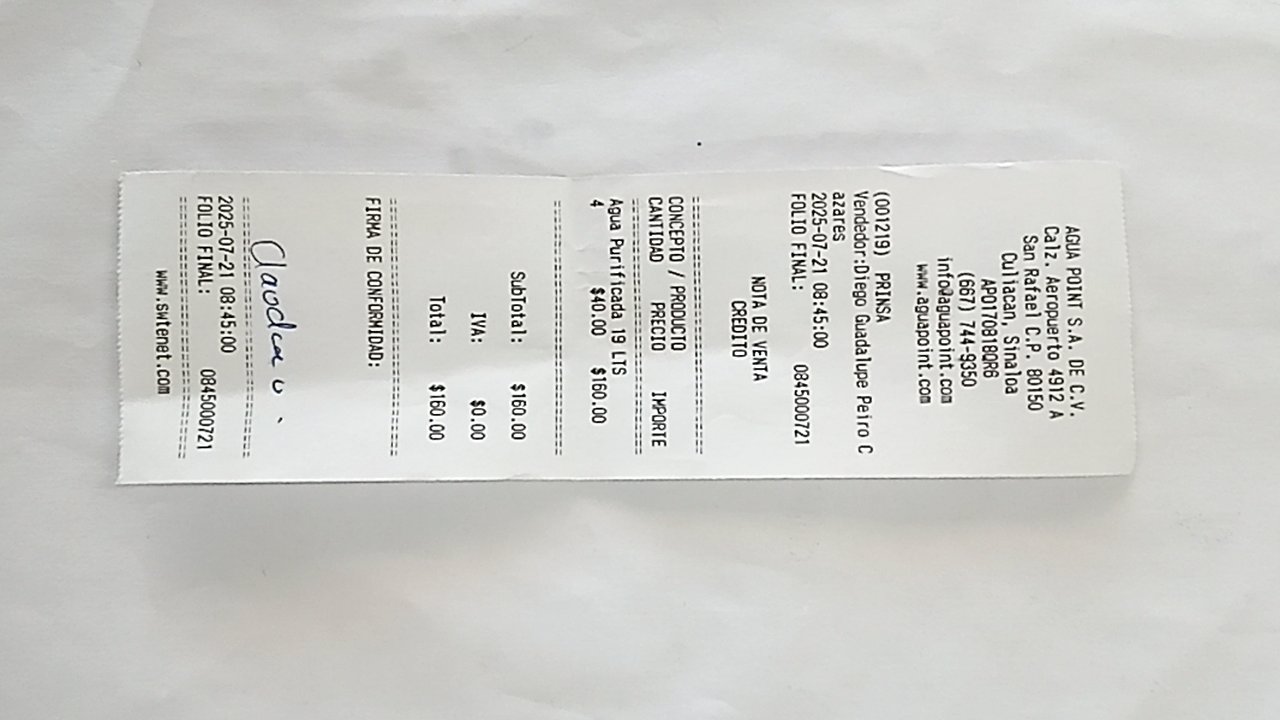 AGUA POINT S.A. DE C.V.
Calz. Aeropuerto 4912 A
San Rafael C.P. 80150
Culiacan, Sinaloa
APO170818QR6
(667) 744-9350
info@aguapoint.com
www.aguapoint.com
(001219) PRINSA
Vendedor:Diego Guadalupe Peiro C
azares
2025-07-21 08:45:00
FOLIO FINAL: 0845000721
NOTA DE VENTA
CREDITO
================================
CONCEPTO / PRODUCTO
CANTIDAD PRECIO IMPORTE
================================
Agua Purificada 19 LTS
4 $40.00 $160.00
================================
SubTotal: $160.00
IVA: $0.00
Total: $160.00
================================
FIRMA DE CONFORMIDAD:
================================
2025-07-21 08:45:00
FOLIO FINAL: 0845000721
================================
www.swtenet.com